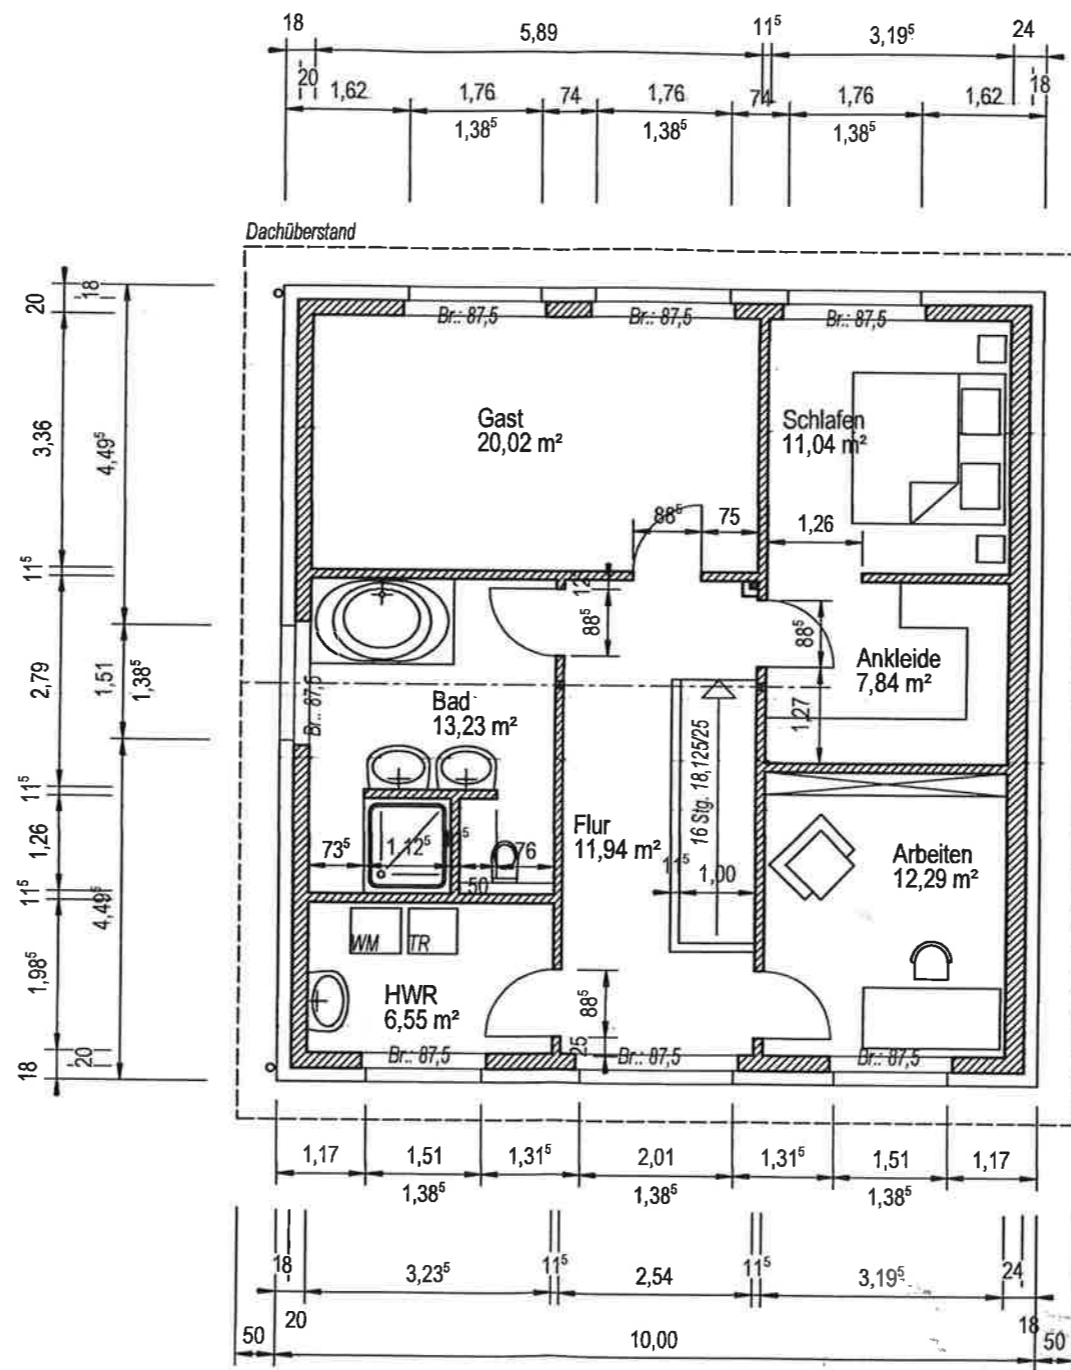 18 5,89 11⁵ 3,19⁵ 24
20 18
1,62 1,76 74 1,76 74 1,76 1,62
1,38⁵ 1,38⁵ 1,38⁵
Dachüberstand
20 18
3,36
4,49⁵
11⁵
2,79
1,51
1,38⁵
11⁵
1,26
11⁵
4,49⁵
1,98⁵
20
18
Br.: 87,5 Br.: 87,5 Br.: 87,5
Gast
20,02 m²
Schlafen
11,04 m²
88⁵ 75 1,26
12
88⁵
88⁵
Ankleide
7,84 m²
1,27
Br.: 87,5
Bad
13,23 m²
16 Stg. 18,125/25
Flur
11,94 m²
73⁵ 1,12⁵ 76
50
11⁵ 1,00
Arbeiten
12,29 m²
WM TR
HWR
6,55 m²
88⁵
25
Br.: 87,5 Br.: 87,5 Br.: 87,5
1,17 1,51 1,31⁵ 2,01 1,31⁵ 1,51 1,17
1,38⁵ 1,38⁵ 1,38⁵
18 3,23⁵ 11⁵ 2,54 11⁵ 3,19⁵ 24
20 18
50 10,00 50